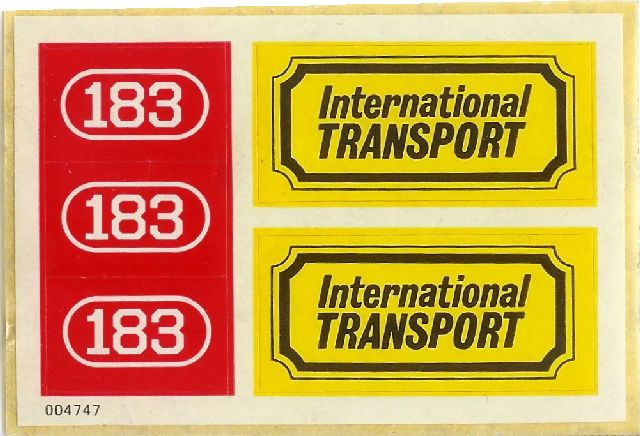 183
183
183
International
TRANSPORT
International
TRANSPORT
004747